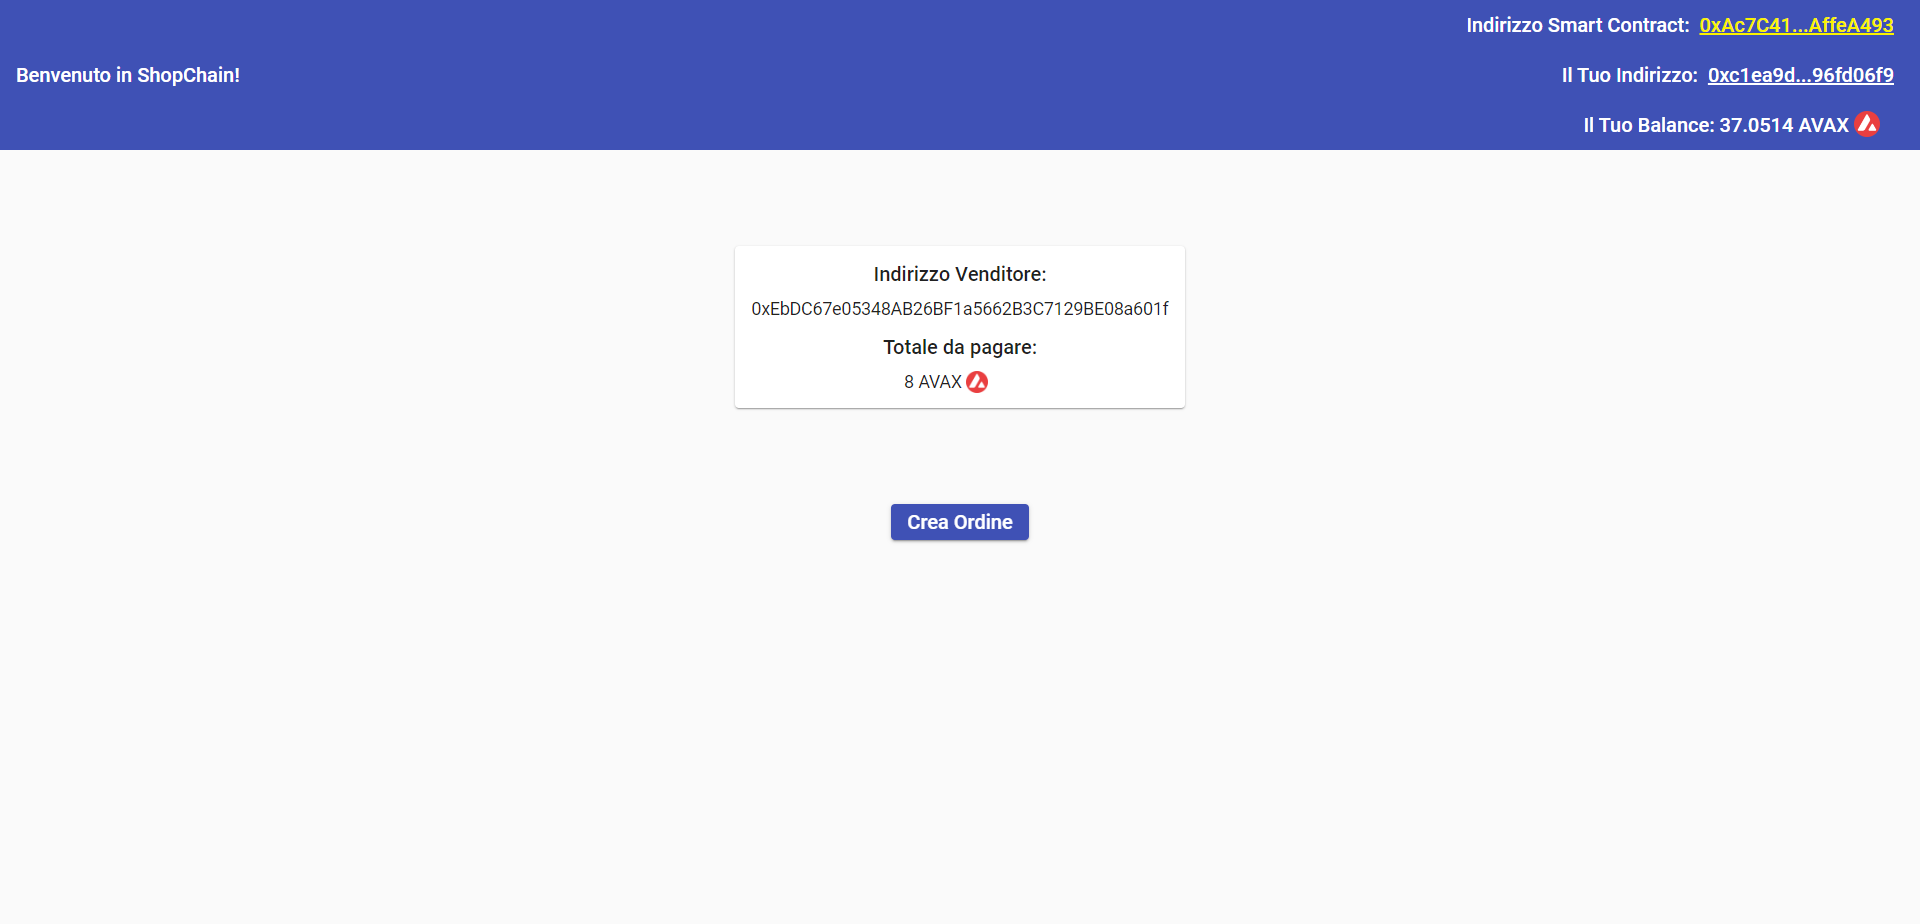 Benvenuto in ShopChain!
Indirizzo Smart Contract: 0xAc7C41...AffeA493
Il Tuo Indirizzo: 0xc1ea9d...96fd06f9
Il Tuo Balance: 37.0514 AVAX
Indirizzo Venditore:
0xEbDC67e05348AB26BF1a5662B3C7129BE08a601f
Totale da pagare:
8 AVAX
Crea Ordine